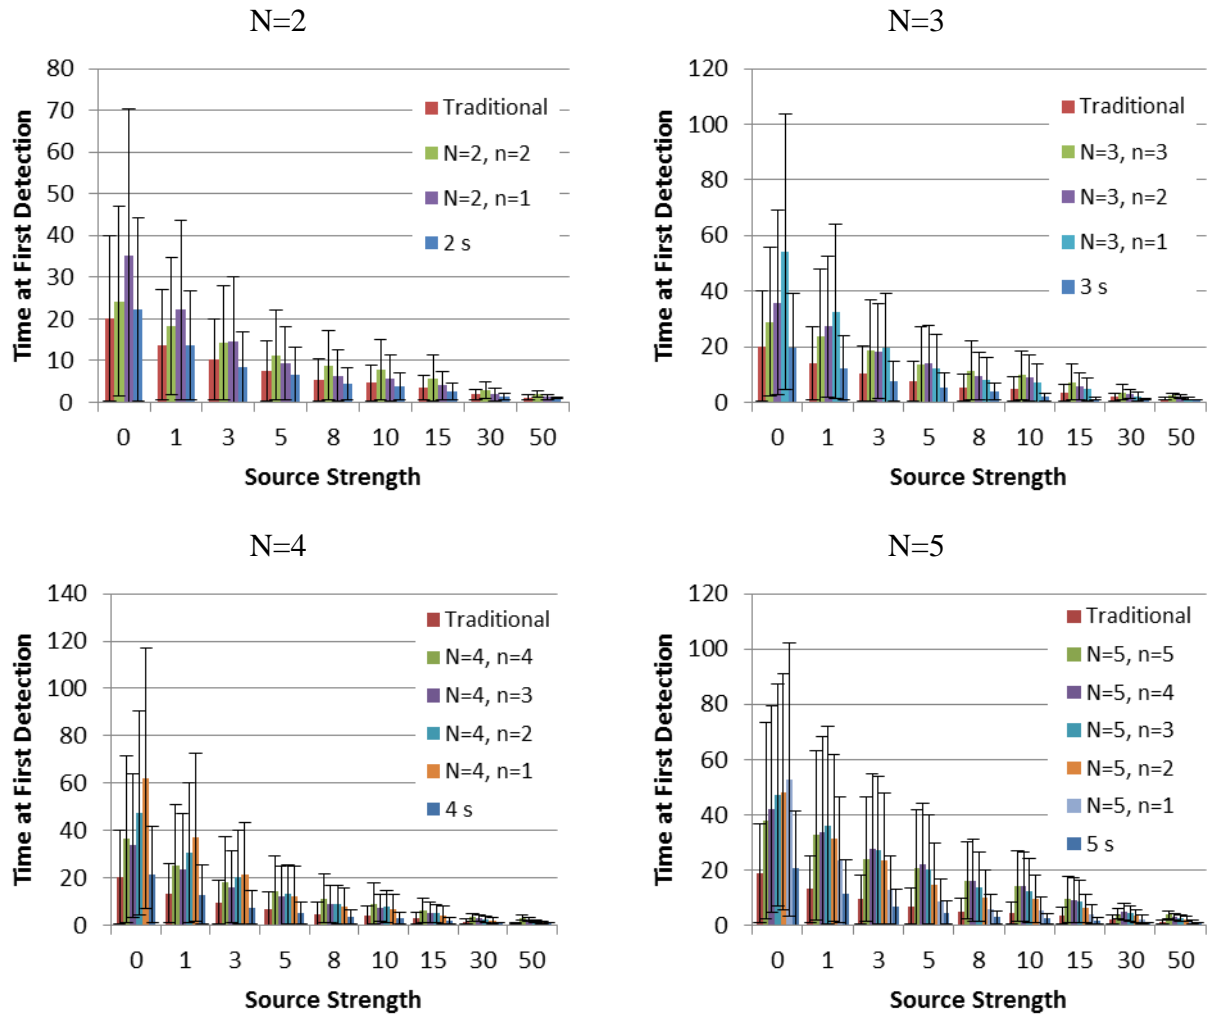 N=2
Time at First Detection
80
70
60
50
40
30
20
10
0
Traditional
N=2, n=2
N=2, n=1
2 s
0 1 3 5 8 10 15 30 50
Source Strength
N=3
Time at First Detection
120
100
80
60
40
20
0
Traditional
N=3, n=3
N=3, n=2
N=3, n=1
3 s
0 1 3 5 8 10 15 30 50
Source Strength
N=4
Time at First Detection
140
120
100
80
60
40
20
0
Traditional
N=4, n=4
N=4, n=3
N=4, n=2
N=4, n=1
4 s
0 1 3 5 8 10 15 30 50
Source Strength
N=5
Time at First Detection
120
100
80
60
40
20
0
Traditional
N=5, n=5
N=5, n=4
N=5, n=3
N=5, n=2
N=5, n=1
5 s
0 1 3 5 8 10 15 30 50
Source Strength